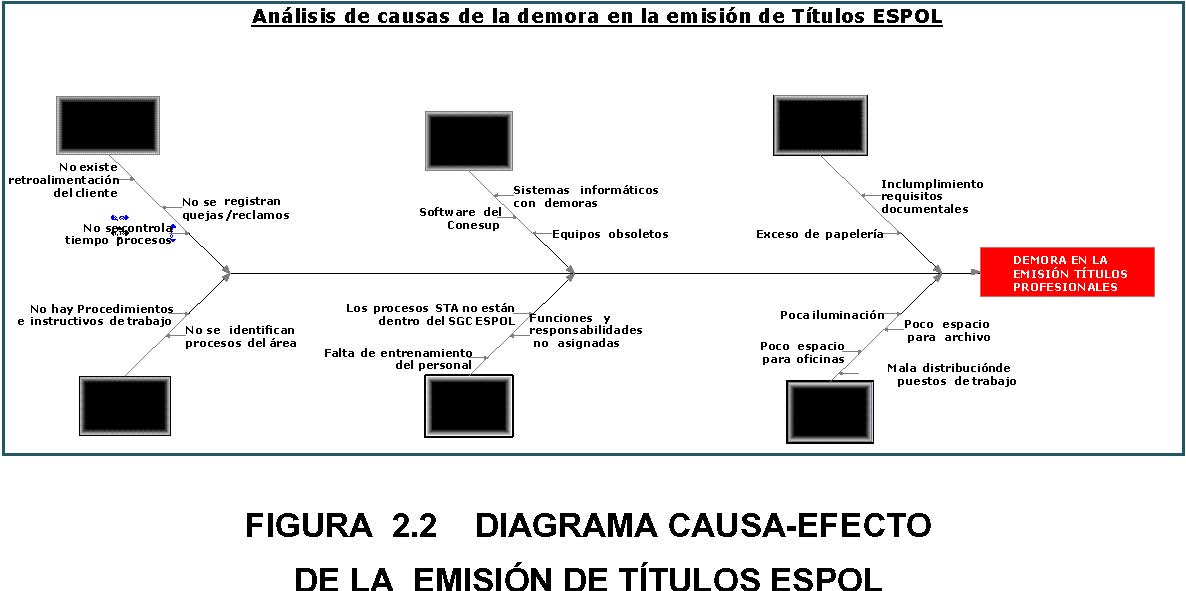 Análisis de causas de la demora en la emisión de Títulos ESPOL
No existe
retroalimentación
del cliente
No se registran
quejas/reclamos
No se controla
tiempo procesos
Sistemas informáticos
con demoras
Software del
Conesup
Equipos obsoletos
Inclumplimiento
requisitos
documentales
Exceso de papelería
DEMORA EN LA
EMISIÓN TÍTULOS
PROFESIONALES
No hay Procedimientos
e instructivos de trabajo
No se identifican
procesos del área
Los procesos STA no están
dentro del SGC ESPOL
Funciones y
responsabilidades
no asignadas
Falta de entrenamiento
del personal
Poca iluminación
Poco espacio
para archivo
Poco espacio
para oficinas
Mala distribuciónde
puestos de trabajo
FIGURA 2.2 DIAGRAMA CAUSA-EFECTO
DE LA EMISIÓN DE TÍTULOS ESPOL